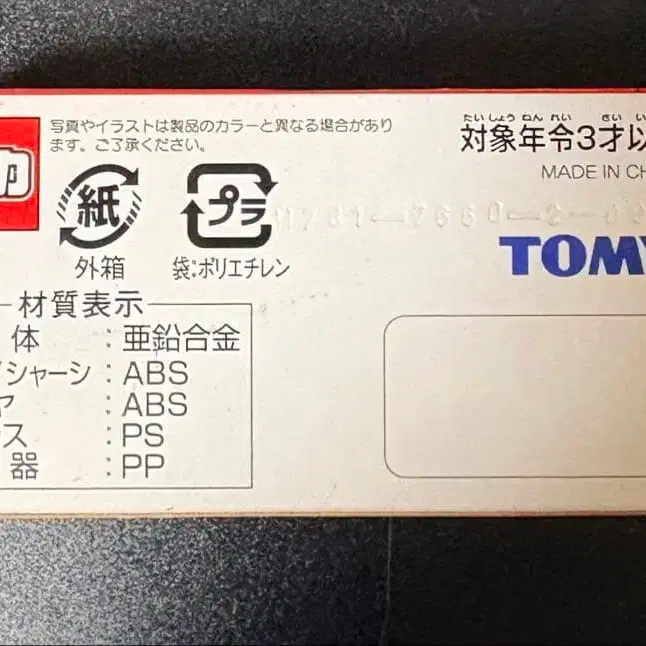 写真やイラストは製品のカラーと異なる場合があり
ます。ご了承ください。
紙
外箱
プラ
袋:ポリエチレン
たいしょうねんれい さい い
対象年令3才以
MADE IN CH
TOMY
材質表示
体 : 亜鉛合金
シャーシ : ABS
ヤ : ABS
ス : PS
器 : PP